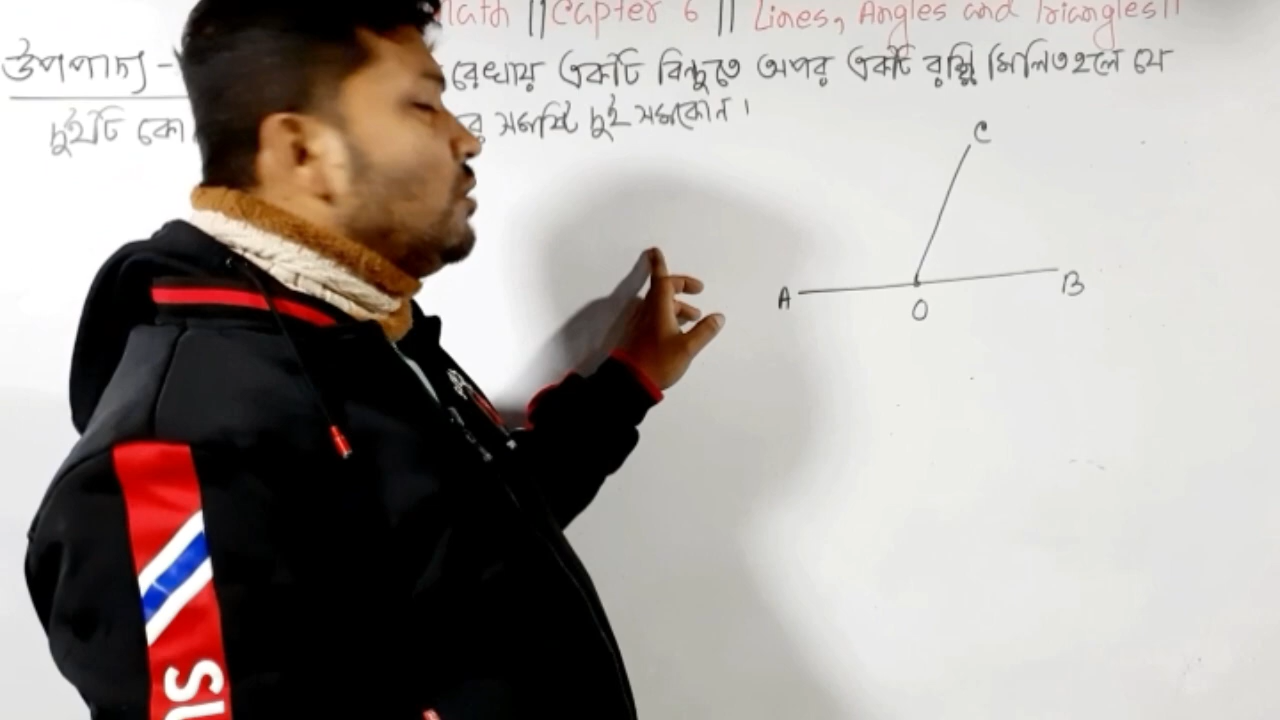 Math || Capter 6 || Lines, Angles and Triangles ||
উপপাদ্য - রেখায় একটি বিন্দুতে অপর একটি রশ্মি মিলিত হলে যে
দুইটি কো র সমষ্টি দুই সমকোন।
C
A
B
O
SU